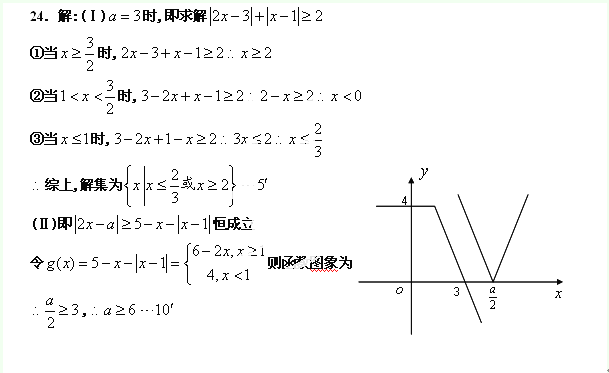 24．解:(Ⅰ) a = 3时,即求解|2x−3|+|x−1|≥2
①当 x ≥ 3/2 时, 2x−3+x−1≥2∴ x ≥2
②当1< x < 3/2 时, 3−2x+x−1≥2∴2−x≥2∴ x <0
③当 x ≤1时, 3−2x+1−x≥2∴3x≤2∴ x ≤ 2/3
∴综上,解集为{x|x≤2/3或x≥2}…5′
(Ⅱ)即|2x−a|≥5−x−|x−1|恒成立
令g(x)=5−x−|x−1|={6−2x, x ≥1 4, x <1 则函数图象为
∴ a/2 ≥3 ,∴ a ≥6 …10′
y
4
O 3 a/2 x